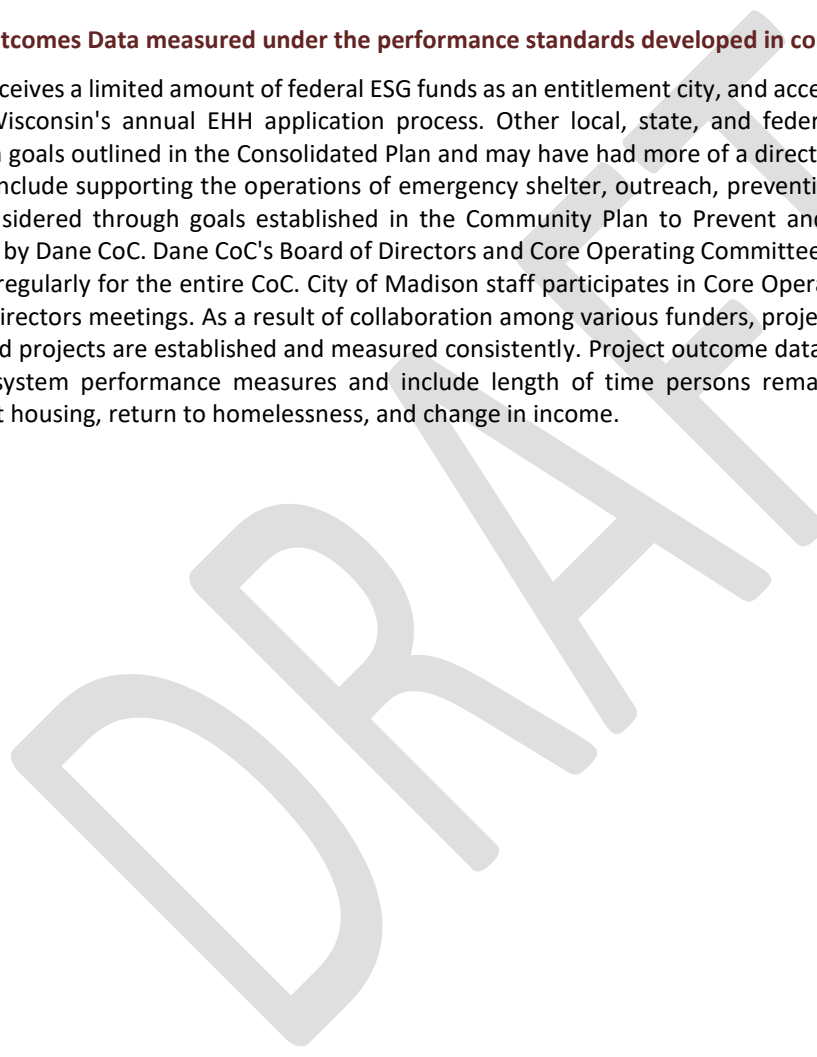 tcomes Data measured under the performance standards developed in co
ceives a limited amount of federal ESG funds as an entitlement city, and acce
Wisconsin's annual EHH application process. Other local, state, and feder
goals outlined in the Consolidated Plan and may have had more of a direct
nclude supporting the operations of emergency shelter, outreach, preventi
sidered through goals established in the Community Plan to Prevent and
by Dane CoC. Dane CoC's Board of Directors and Core Operating Committee
regularly for the entire CoC. City of Madison staff participates in Core Opera
irectors meetings. As a result of collaboration among various funders, projec
d projects are established and measured consistently. Project outcome data
system performance measures and include length of time persons rema
t housing, return to homelessness, and change in income.
DRAFT